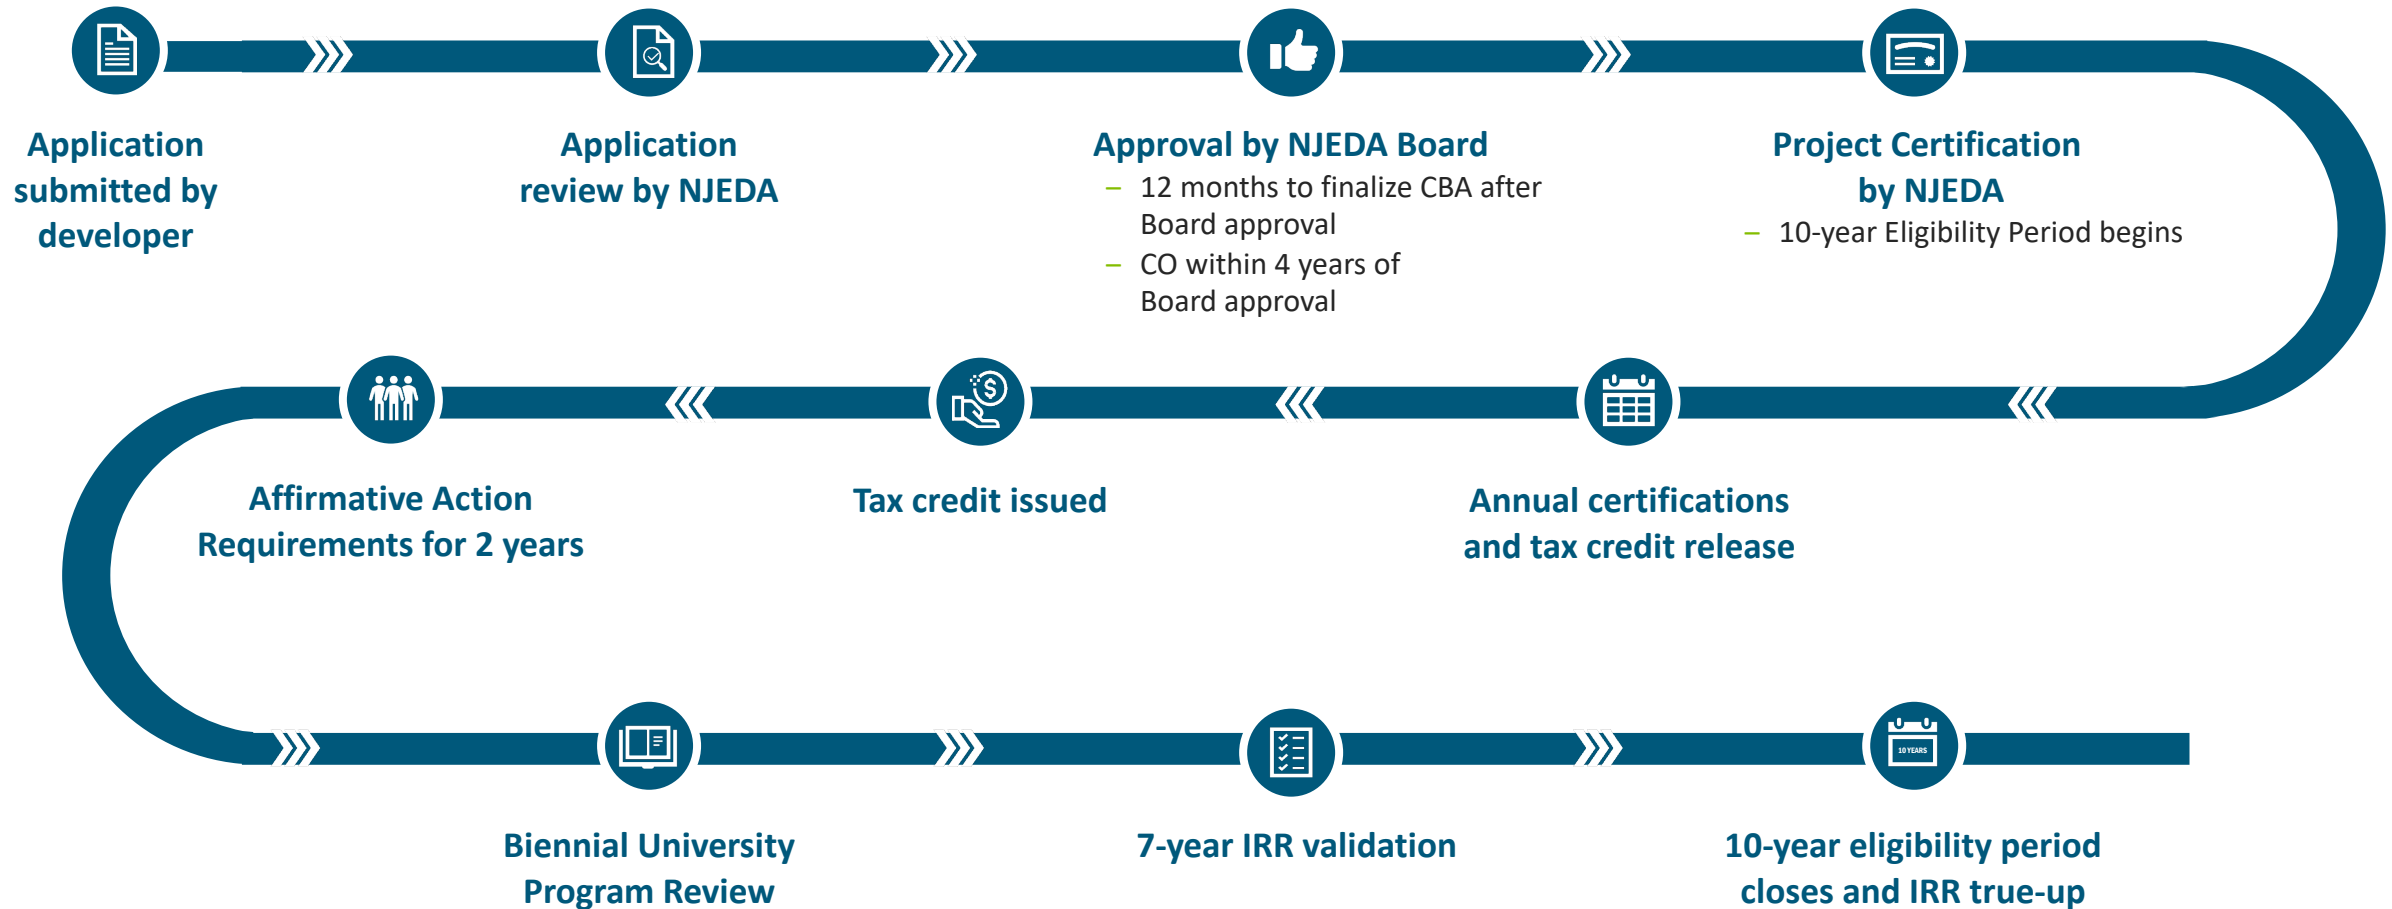 Application
submitted by
developer
Application
review by NJEDA
Approval by NJEDA Board
– 12 months to finalize CBA after
Board approval
– CO within 4 years of
Board approval
Project Certification
by NJEDA
– 10-year Eligibility Period begins
Annual certifications
and tax credit release
Tax credit issued
Affirmative Action
Requirements for 2 years
Biennial University
Program Review
7-year IRR validation
10 YEARS
10-year eligibility period
closes and IRR true-up